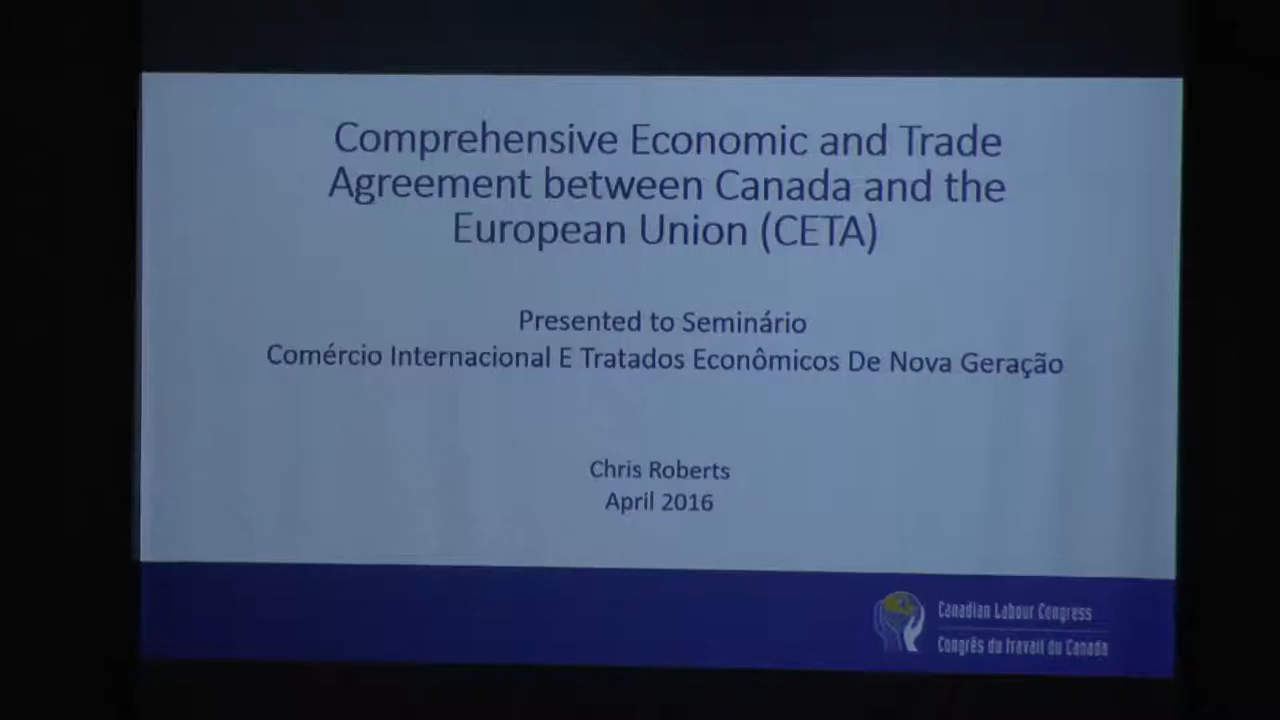 Comprehensive Economic and Trade
Agreement between Canada and the
European Union (CETA)
Presented to Seminário
Comércio Internacional E Tratados Econômicos De Nova Geração
Chris Roberts
April 2016
Canadian Labour Congress
Congrès du travail du Canada